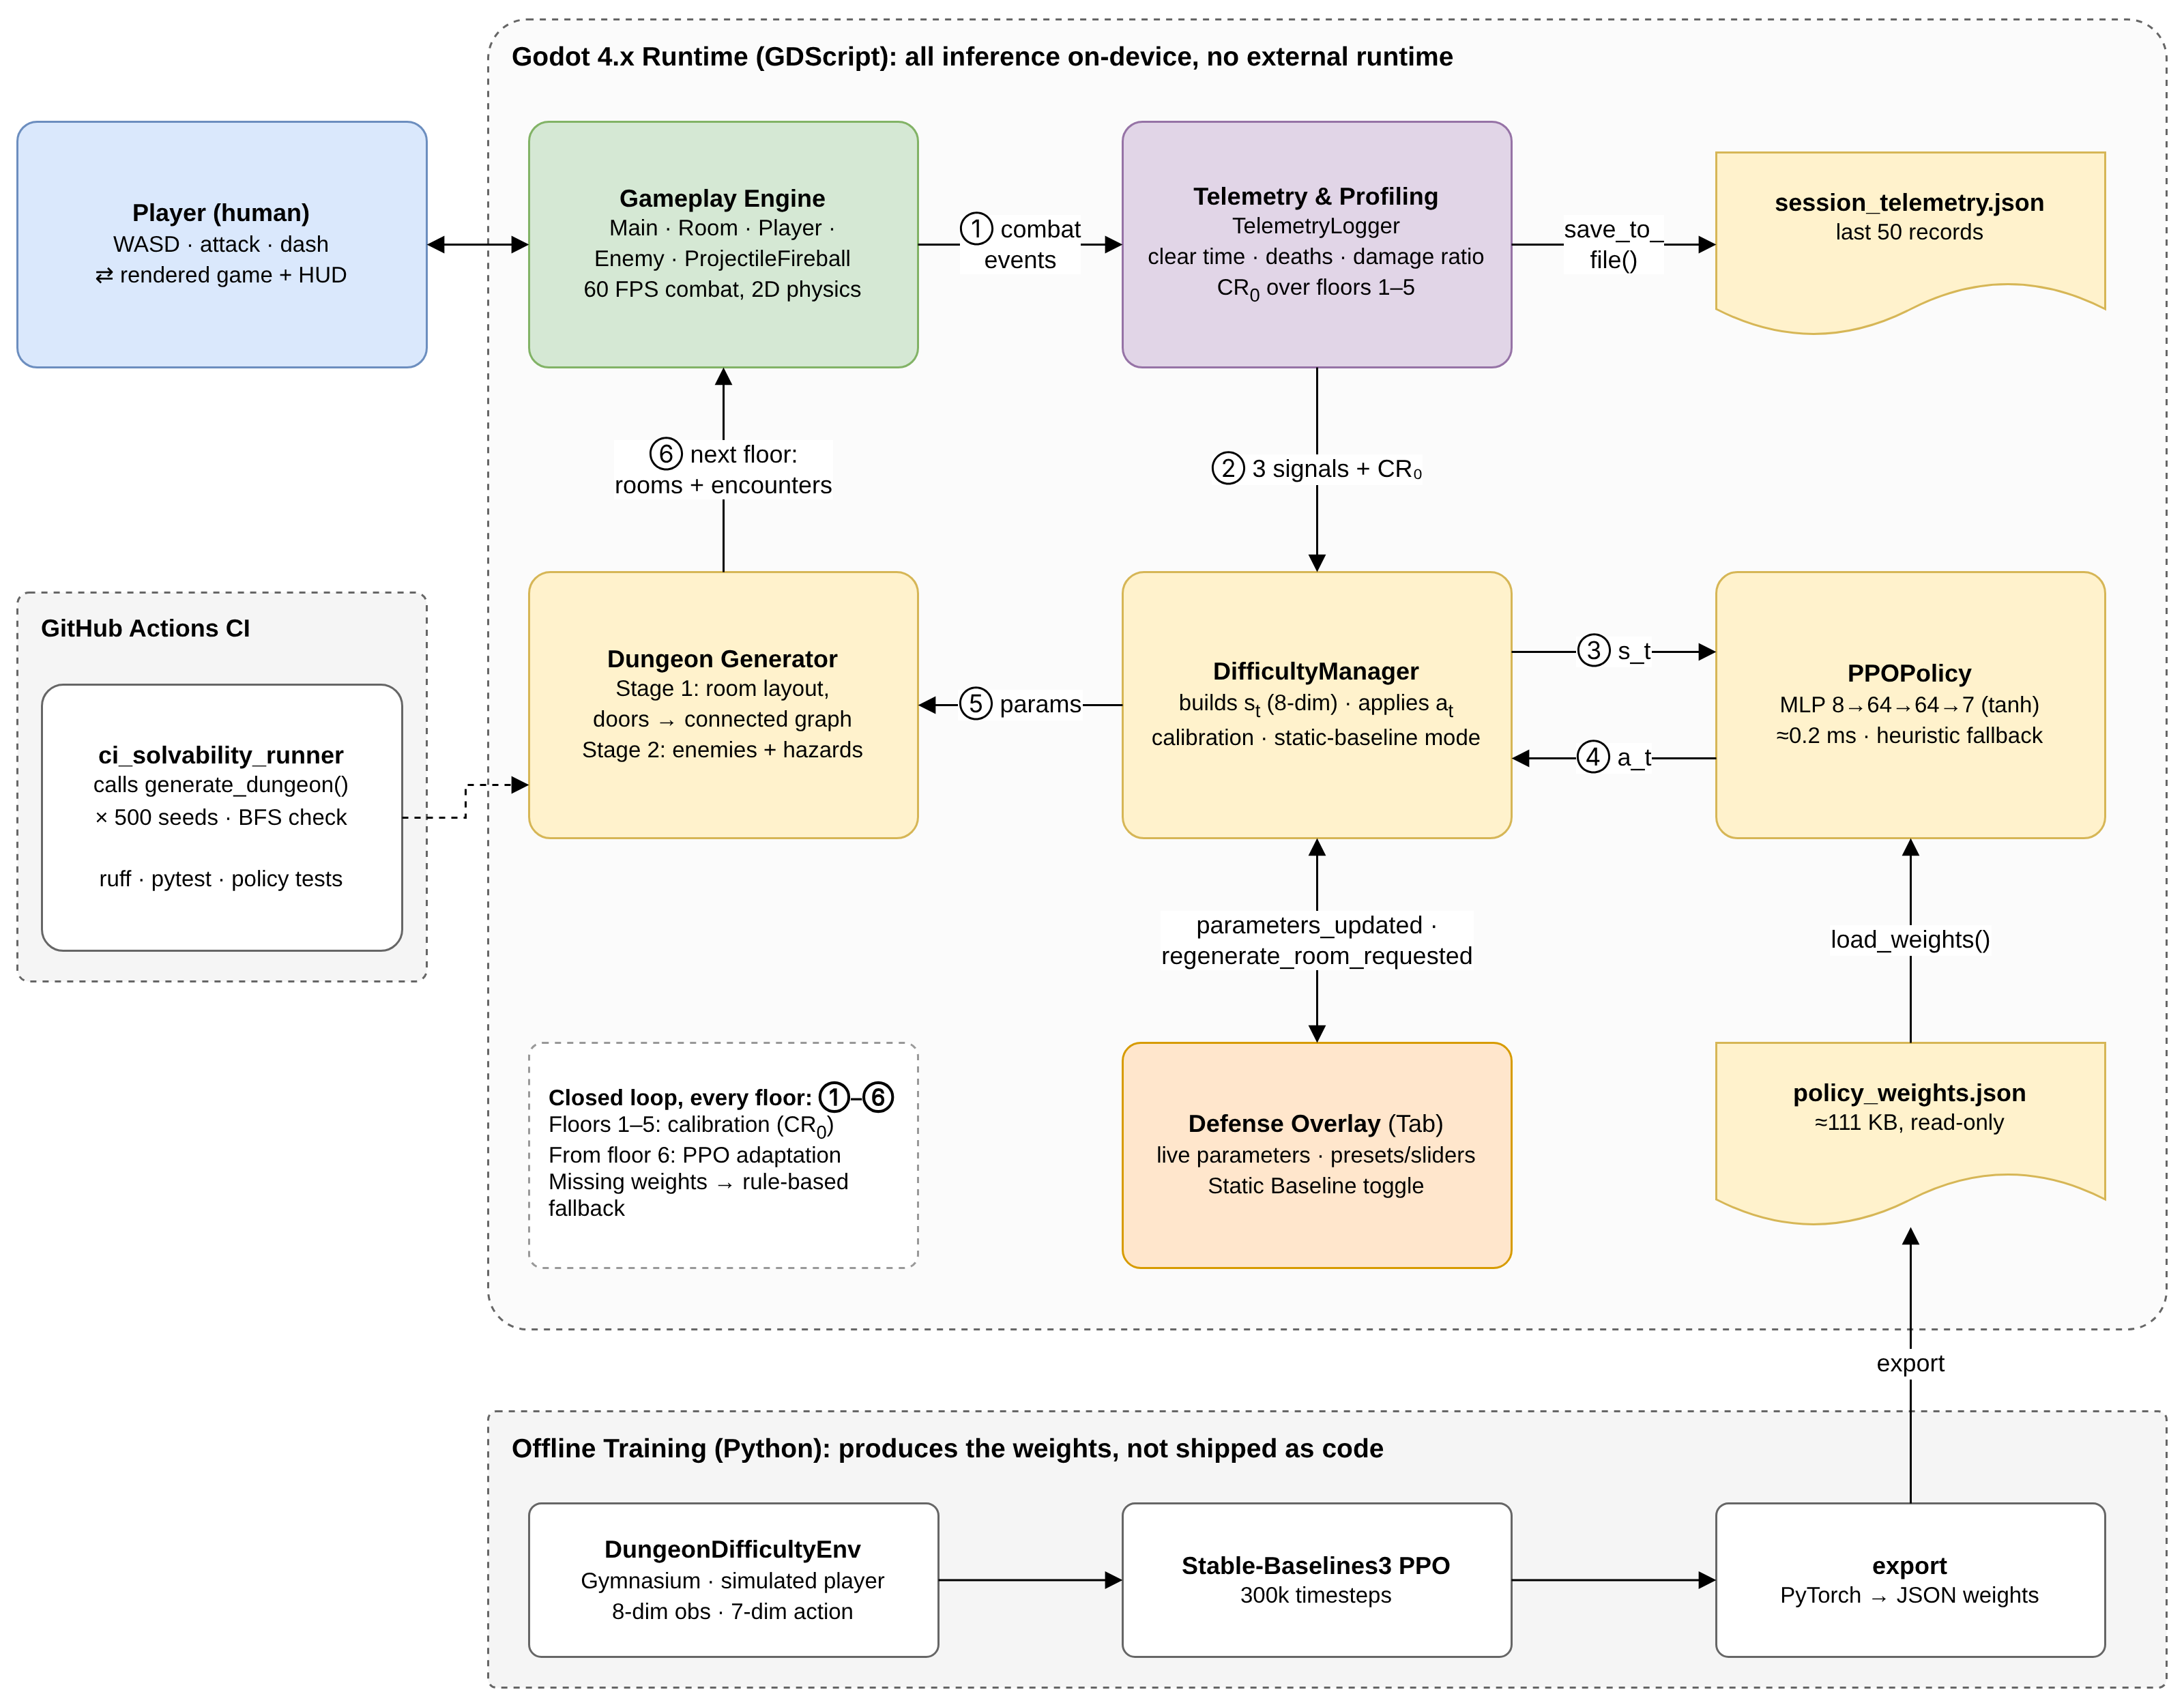 Godot 4.x Runtime (GDScript): all inference on-device, no external runtime
Player (human)
WASD · attack · dash
⇄ rendered game + HUD
Gameplay Engine
Main · Room · Player ·
Enemy · ProjectileFireball
60 FPS combat, 2D physics
① combat
events
Telemetry & Profiling
TelemetryLogger
clear time · deaths · damage ratio
CR₀ over floors 1–5
save_to_
file()
session_telemetry.json
last 50 records
⑥ next floor:
rooms + encounters
② 3 signals + CR₀
GitHub Actions CI
ci_solvability_runner
calls generate_dungeon()
× 500 seeds · BFS check
ruff · pytest · policy tests
Dungeon Generator
Stage 1: room layout,
doors → connected graph
Stage 2: enemies + hazards
⑤ params
DifficultyManager
builds sₜ (8-dim) · applies aₜ
calibration · static-baseline mode
③ s_t
④ a_t
PPOPolicy
MLP 8→64→64→7 (tanh)
≈0.2 ms · heuristic fallback
parameters_updated ·
regenerate_room_requested
load_weights()
Closed loop, every floor: ①–⑥
Floors 1–5: calibration (CR₀)
From floor 6: PPO adaptation
Missing weights → rule-based
fallback
Defense Overlay (Tab)
live parameters · presets/sliders
Static Baseline toggle
policy_weights.json
≈111 KB, read-only
export
Offline Training (Python): produces the weights, not shipped as code
DungeonDifficultyEnv
Gymnasium · simulated player
8-dim obs · 7-dim action
Stable-Baselines3 PPO
300k timesteps
export
PyTorch → JSON weights